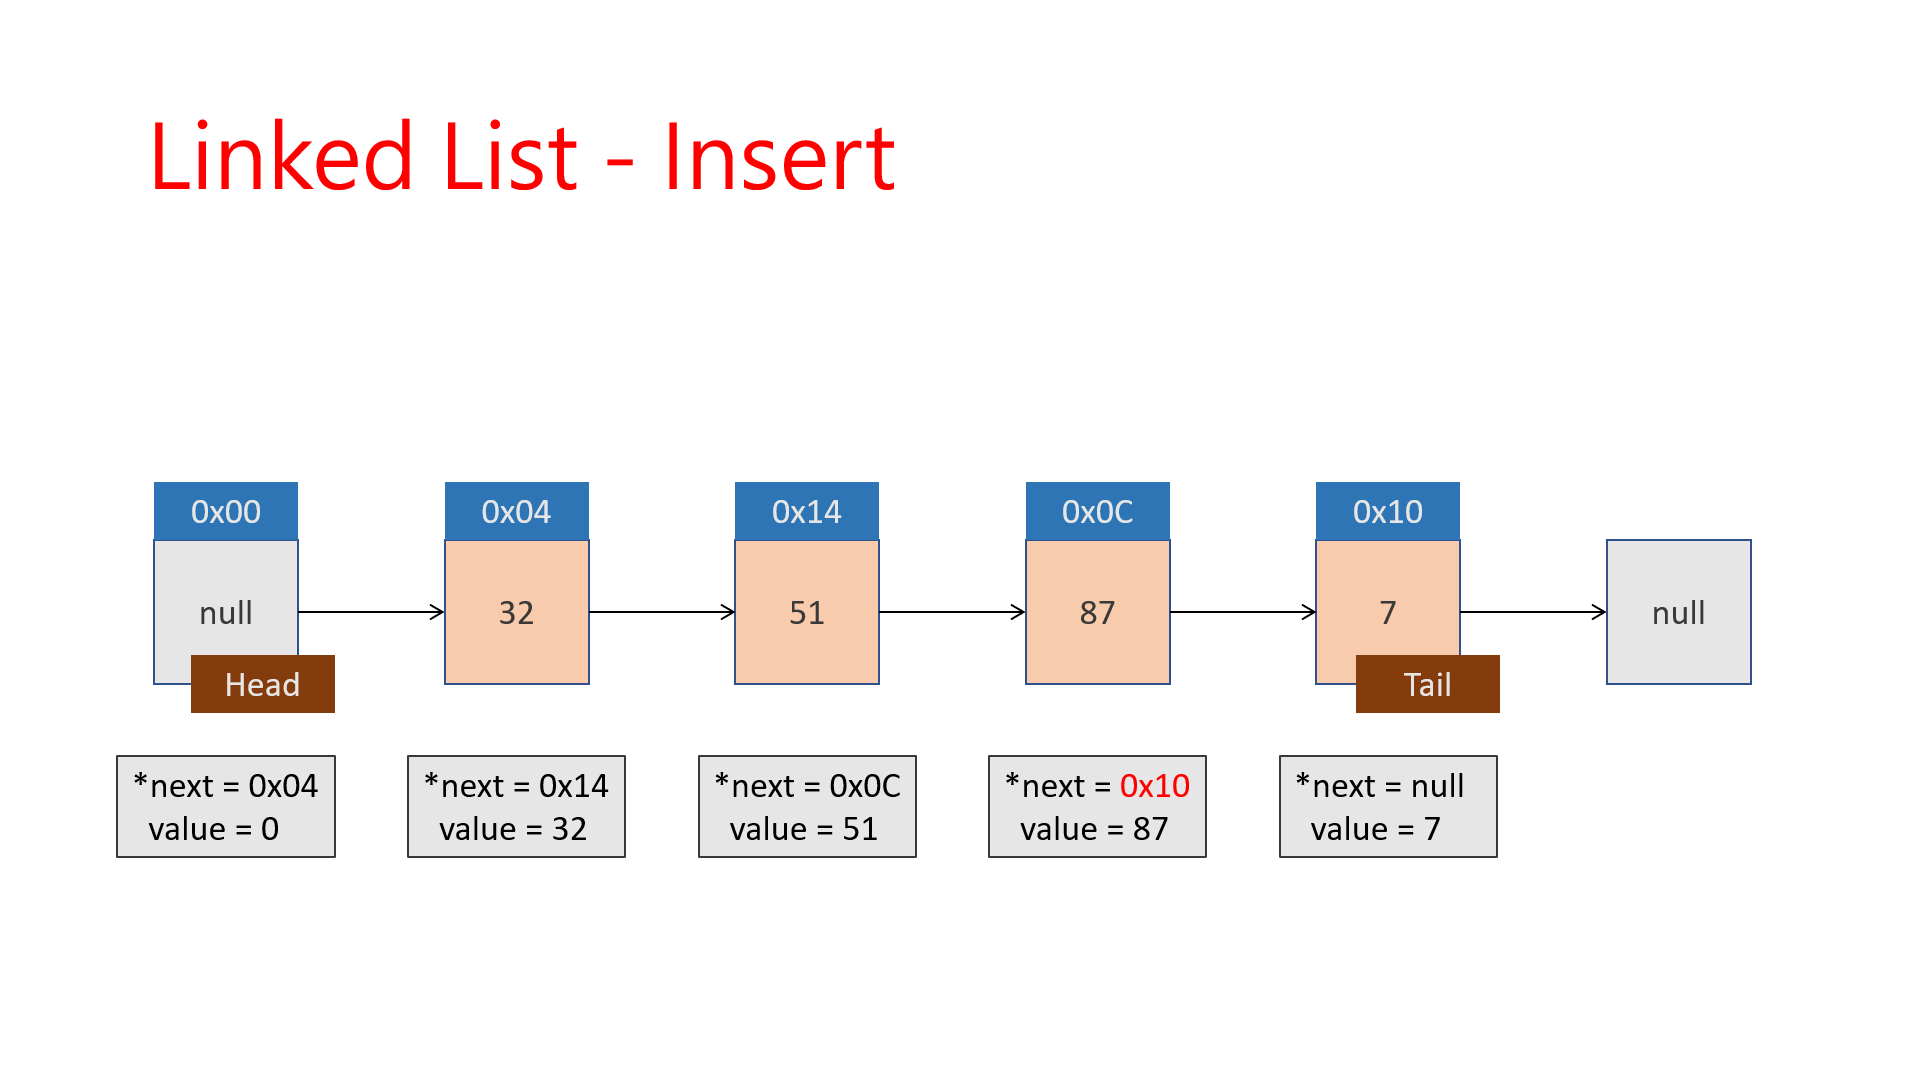 Linked List - Insert
0x00
0x04
0x14
0x0C
0x10
null
32
51
87
7
null
Head
Tail
*next = 0x04
value = 0
*next = 0x14
value = 32
*next = 0x0C
value = 51
*next = 0x10
value = 87
*next = null
value = 7